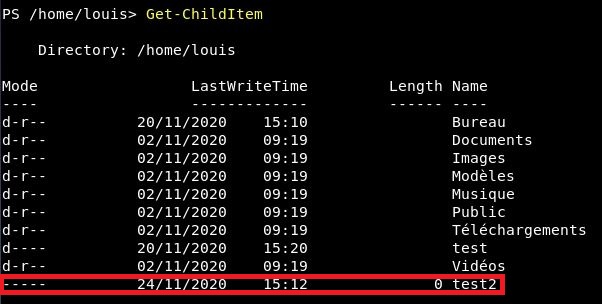 PS /home/louis> Get-ChildItem
Directory: /home/louis
Mode LastWriteTime Length Name
---- ------------- ------ ----
d-r-- 20/11/2020 15:10 Bureau
d-r-- 02/11/2020 09:19 Documents
d-r-- 02/11/2020 09:19 Images
d-r-- 02/11/2020 09:19 Modèles
d-r-- 02/11/2020 09:19 Musique
d-r-- 02/11/2020 09:19 Public
d-r-- 02/11/2020 09:19 Téléchargements
d---- 20/11/2020 15:20 test
d-r-- 02/11/2020 09:19 Vidéos
----- 24/11/2020 15:12 0 test2